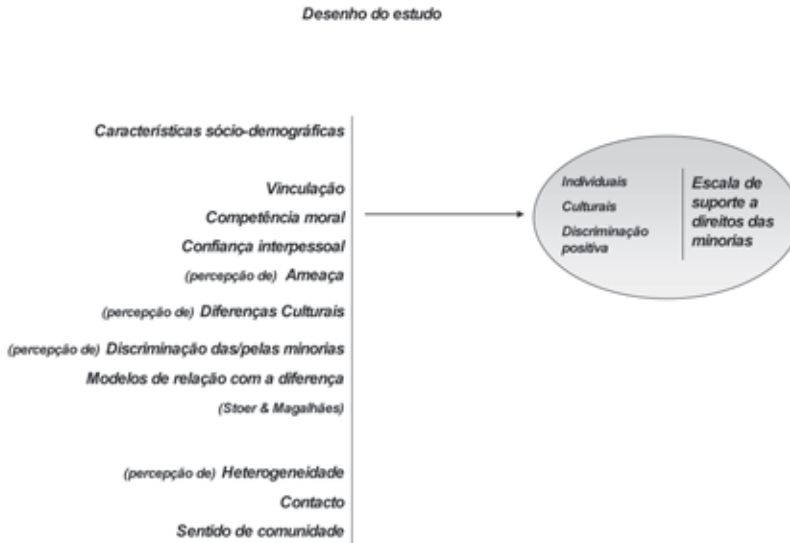 Desenho do estudo
Características sócio-demográficas
Vinculação
Competência moral
Confiança interpessoal
(percepção de) Ameaça
(percepção de) Diferenças Culturais
(percepção de) Discriminação das/pelas minorias
Modelos de relação com a diferença
(Stoer & Magalhães)
(percepção de) Heterogeneidade
Contacto
Sentido de comunidade
Individuais
Culturais
Discriminação
positiva
Escala de
suporte a
direitos das
minorias